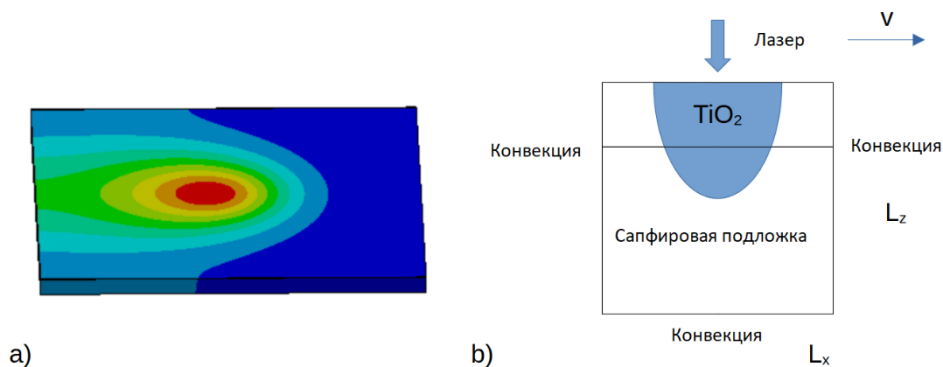 v
Лазер
TiO₂
Конвекция
Конвекция
Lz
Сапфировая подложка
Конвекция
a)
b)
Lx